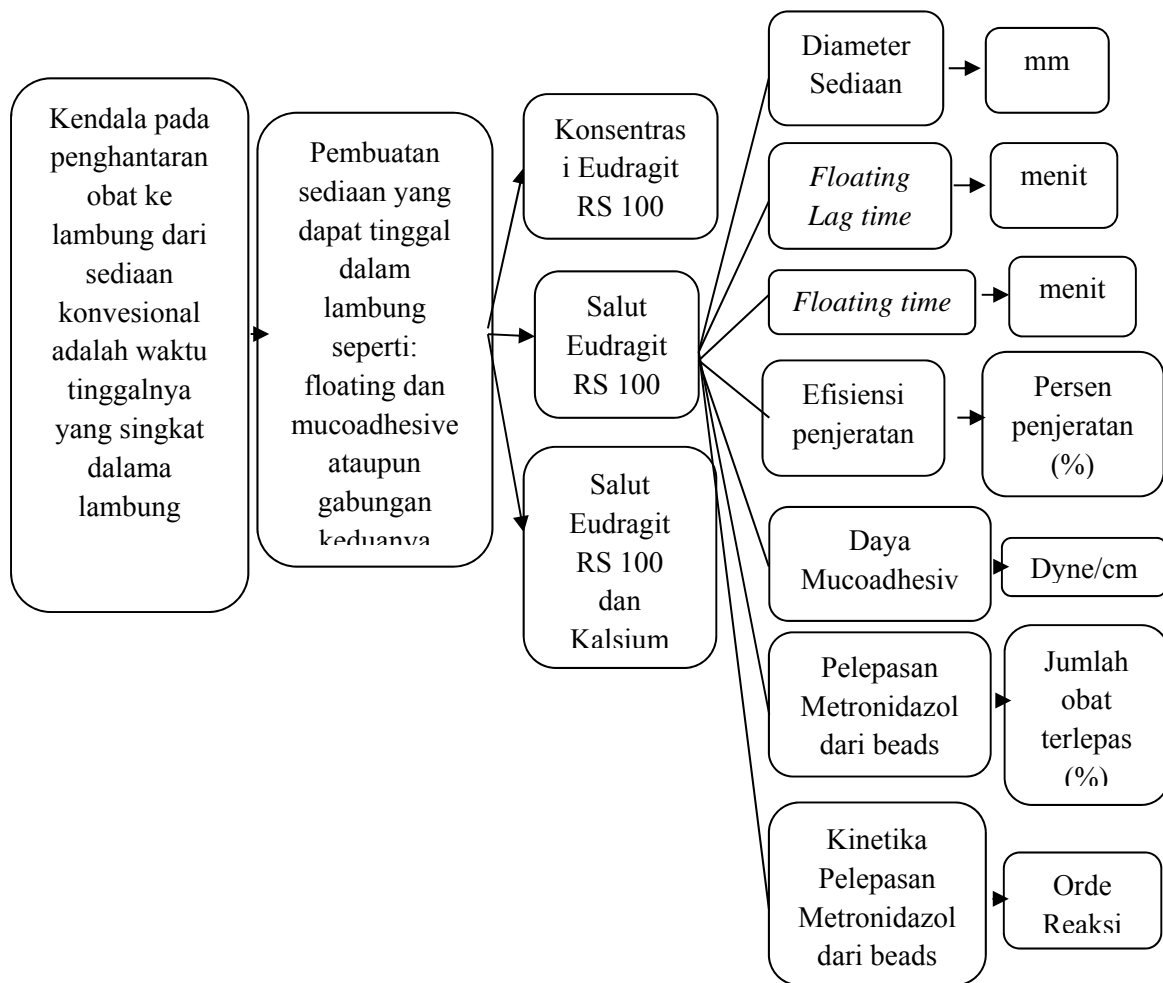 Kendala pada
penghantaran
obat ke
lambung dari
sediaan
konvesional
adalah waktu
tinggalnya
yang singkat
dalama
lambung
Pembuatan
sediaan yang
dapat tinggal
dalam
lambung
seperti:
floating dan
mucoadhesive
ataupun
gabungan
keduanya.
Konsentras
i Eudragit
RS 100
Salut
Eudragit
RS 100
Salut
Eudragit
RS 100
dan
Kalsium
Diameter
Sediaan
mm
Floating
Lag time
menit
Floating time
menit
Efisiensi
penjeratan
Persen
penjeratan
(%)
Daya
Mucoadhesiv
Dyne/cm
Pelepasan
Metronidazol
dari beads
Jumlah
obat
terlepas
(%)
Kinetika
Pelepasan
Metronidazol
dari beads
Orde
Reaksi